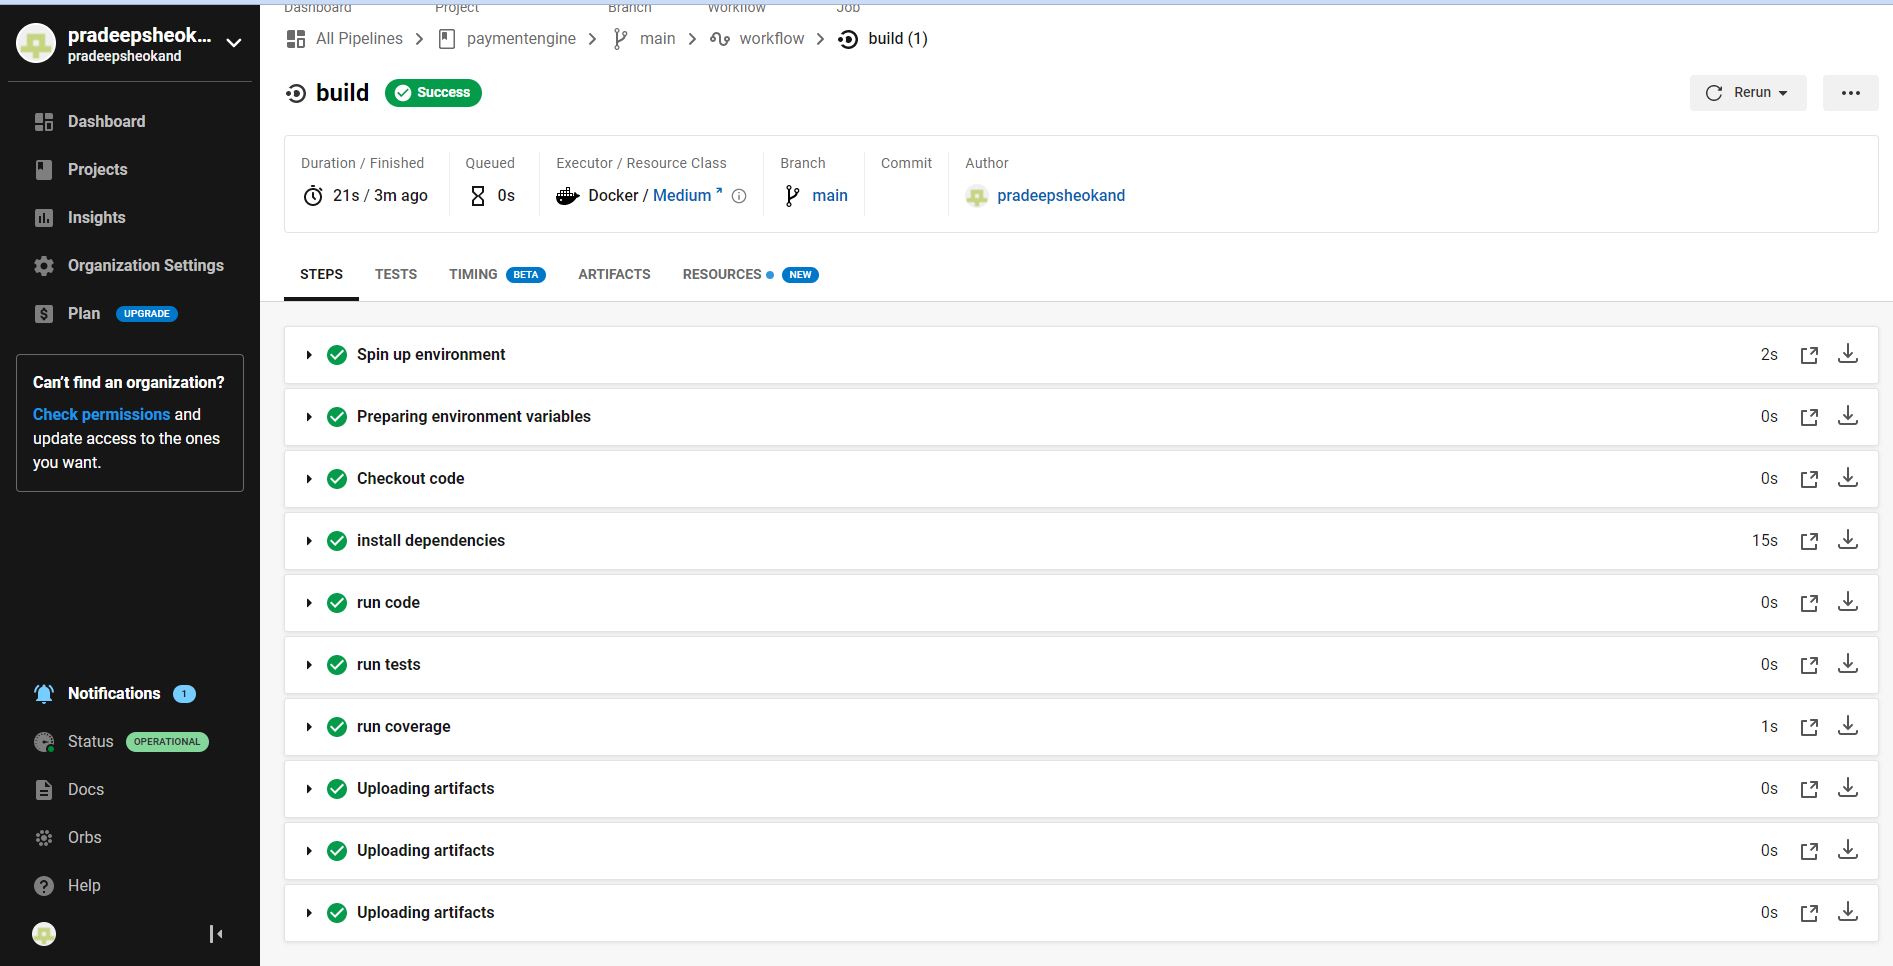 pradeepsheok...
pradeepsheokand
Dashboard
Projects
Insights
Organization Settings
Plan UPGRADE
Can't find an organization?
Check permissions and
update access to the ones
you want.
Notifications 1
Status OPERATIONAL
Docs
Orbs
Help
Dashboard Project Branch Workflow Job
All Pipelines paymentengine main workflow build (1)
build Success
Rerun
Duration / Finished Queued Executor / Resource Class Branch Commit Author
21s / 3m ago 0s Docker / Medium main pradeepsheokand
STEPS TESTS TIMING BETA ARTIFACTS RESOURCES NEW
Spin up environment 2s
Preparing environment variables 0s
Checkout code 0s
install dependencies 15s
run code 0s
run tests 0s
run coverage 1s
Uploading artifacts 0s
Uploading artifacts 0s
Uploading artifacts 0s